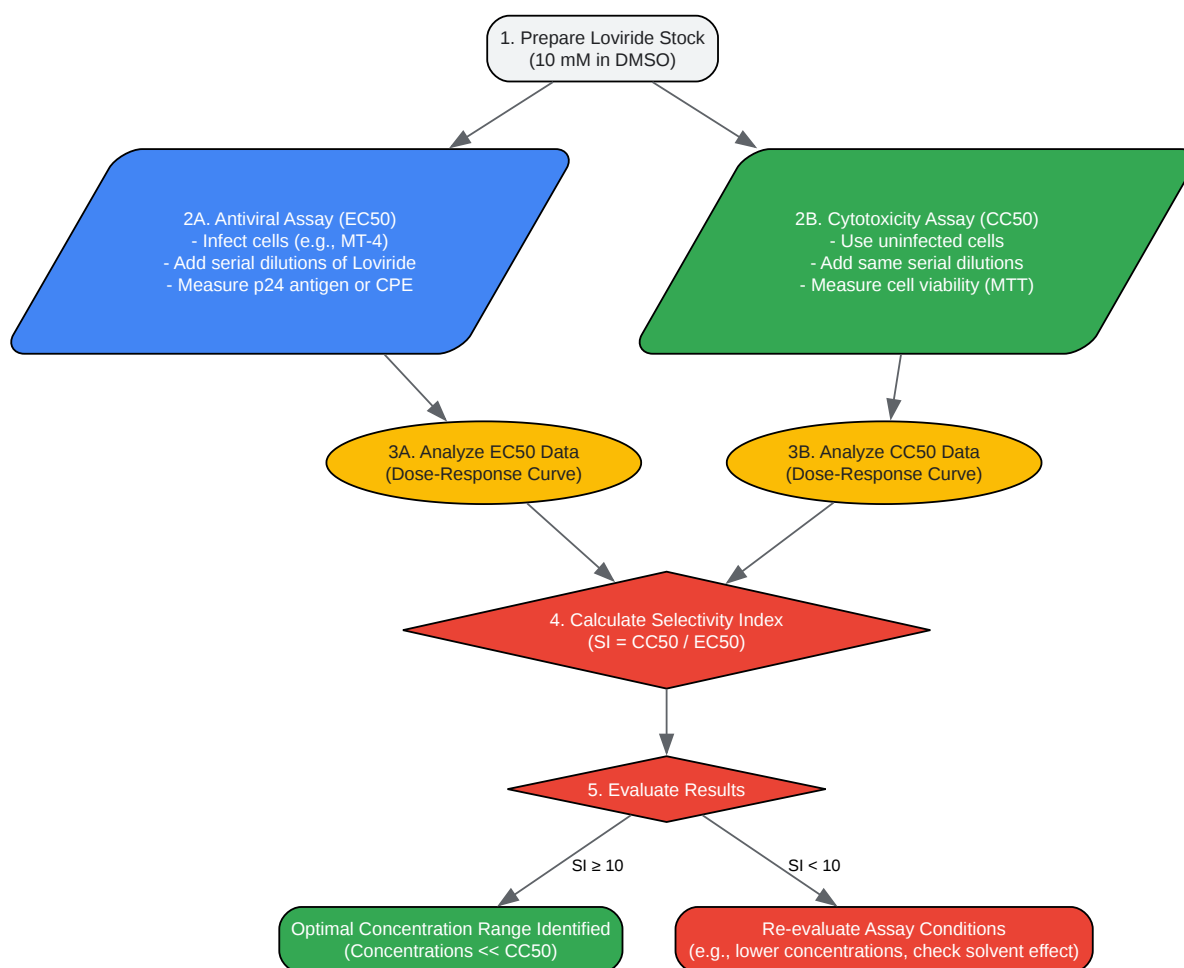 1. Prepare Loviride Stock
(10 mM in DMSO)
2A. Antiviral Assay (EC50)
- Infect cells (e.g., MT-4)
- Add serial dilutions of Loviride
- Measure p24 antigen or CPE
2B. Cytotoxicity Assay (CC50)
- Use uninfected cells
- Add same serial dilutions
- Measure cell viability (MTT)
3A. Analyze EC50 Data
(Dose-Response Curve)
3B. Analyze CC50 Data
(Dose-Response Curve)
4. Calculate Selectivity Index
(SI = CC50 / EC50)
5. Evaluate Results
SI ≥ 10
SI < 10
Optimal Concentration Range Identified
(Concentrations << CC50)
Re-evaluate Assay Conditions
(e.g., lower concentrations, check solvent effect)